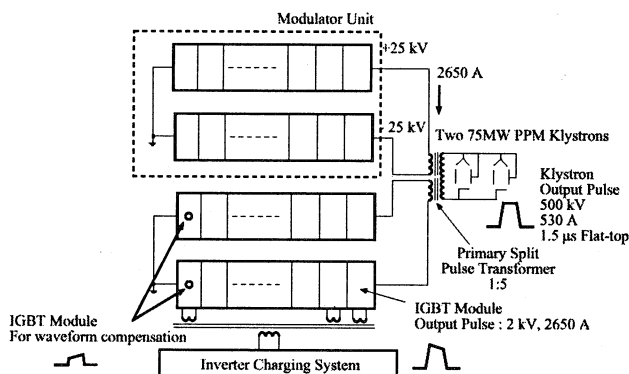 Modulator Unit
+25 kV
2650 A
- 25 kV
Two 75MW PPM Klystrons
Klystron
Output Pulse
500 kV
530 A
1.5 μs Flat-top
Primary Split
Pulse Transformer
1:5
IGBT Module
Output Pulse : 2 kV, 2650 A
IGBT Module
For waveform compensation
Inverter Charging System